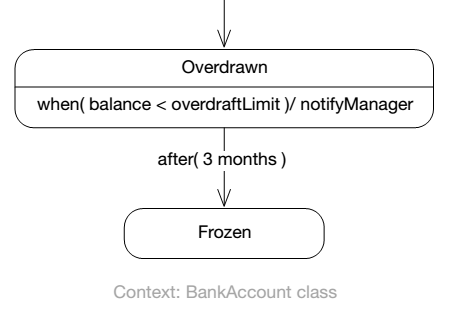 Overdrawn
when( balance < overdraftLimit )/ notifyManager
after( 3 months )
Frozen
Context: BankAccount class